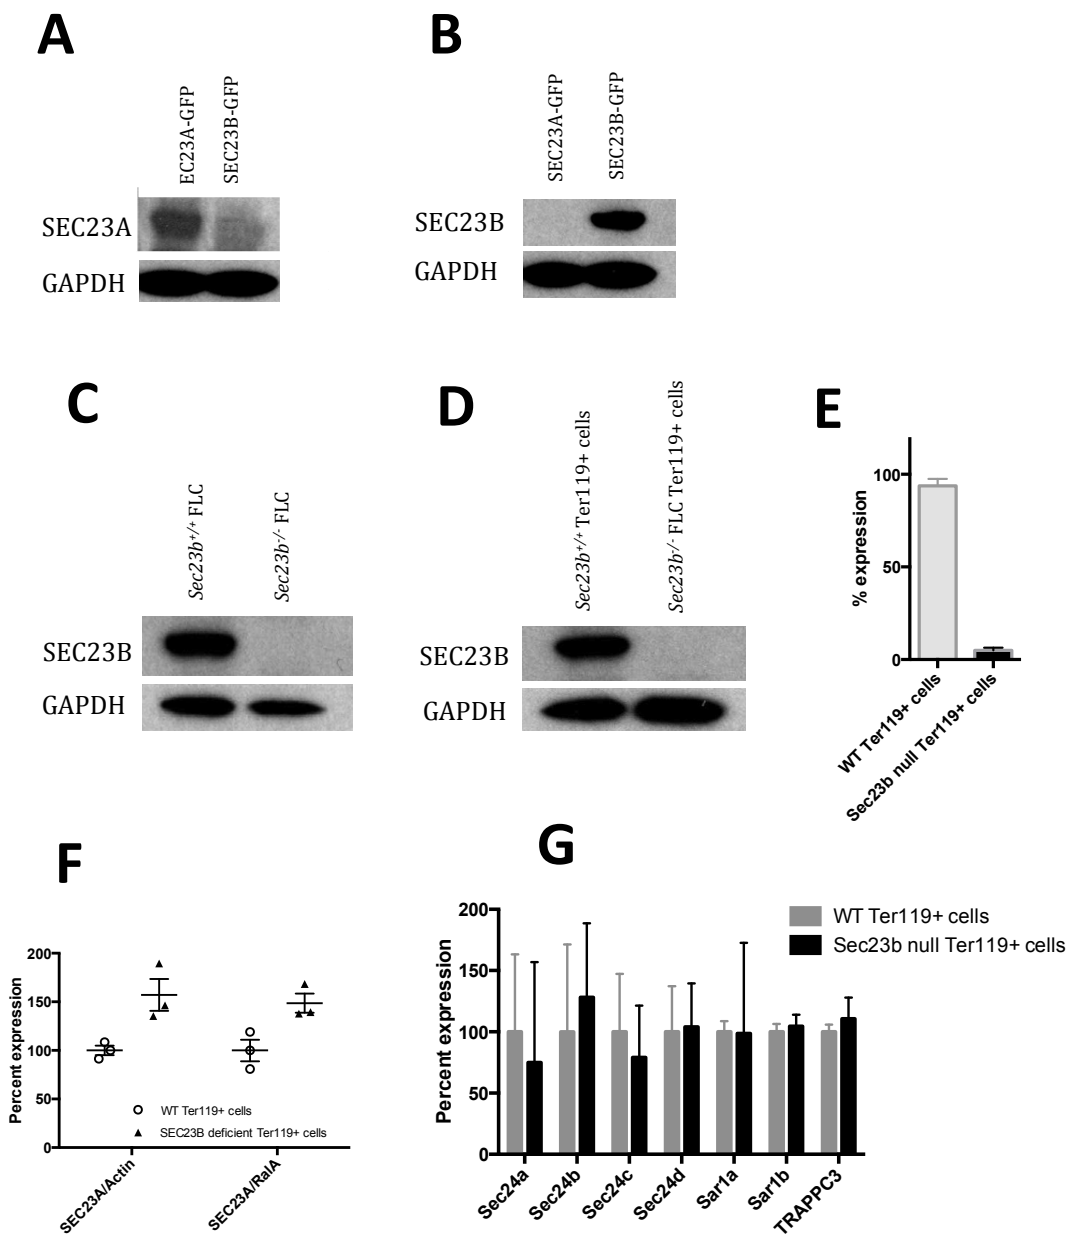 A
EC23A-GFP
SEC23B-GFP
SEC23A
GAPDH
B
SEC23A-GFP
SEC23B-GFP
SEC23B
GAPDH
C
Sec23b+/+ FLC
Sec23b-/- FLC
SEC23B
GAPDH
D
Sec23b+/+ Ter119+ cells
Sec23b-/- FLC Ter119+ cells
SEC23B
GAPDH
E
% expression
100
50
0
WT Ter119+ cells
Sec23b null Ter119+ cells
F
Percent expression
200
150
100
50
0
WT Ter119+ cells
SEC23B deficient Ter119+ cells
SEC23A/Actin
SEC23A/RalA
G
Percent expression
200
150
100
50
0
WT Ter119+ cells
Sec23b null Ter119+ cells
Sec24a
Sec24b
Sec24c
Sec24d
Sar1a
Sar1b
TRAPPC3